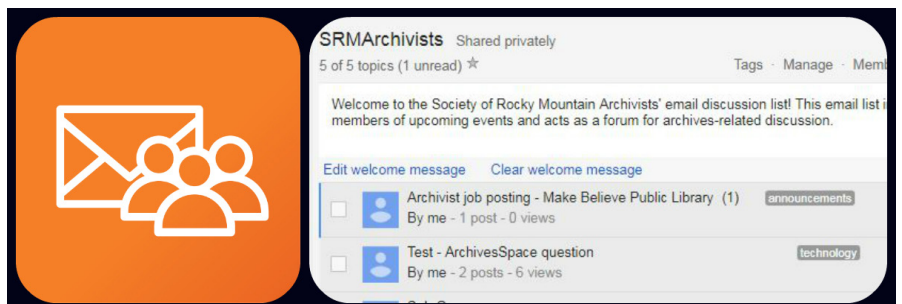 SRMArchivists Shared privately
5 of 5 topics (1 unread)
Tags · Manage ·
Welcome to the Society of Rocky Mountain Archivists' email discussion list! This email list
members of upcoming events and acts as a forum for archives-related discussion.
Edit welcome message Clear welcome message
Archivist job posting - Make Believe Public Library (1) announcements
By me - 1 post - 0 views
Test - ArchivesSpace question technology
By me - 2 posts - 6 views